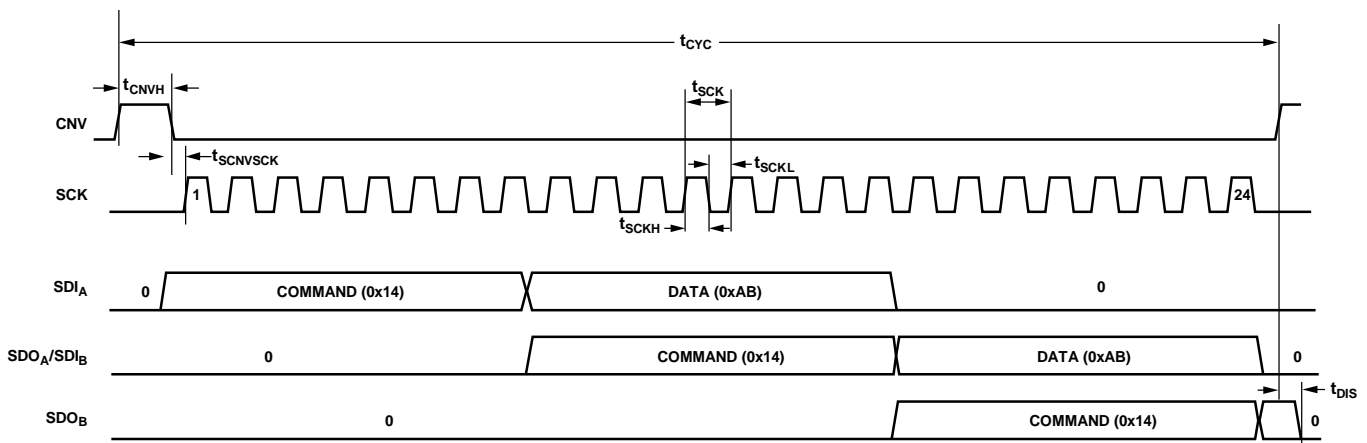 tCYC
tCNVH
tSCK
CNV
tSCNVSCK
tSCKL
SCK
1
24
tSCKH
SDIA
0
COMMAND (0x14)
DATA (0xAB)
0
SDOA/SDIB
0
COMMAND (0x14)
DATA (0xAB)
0
tDIS
SDOB
0
COMMAND (0x14)
0